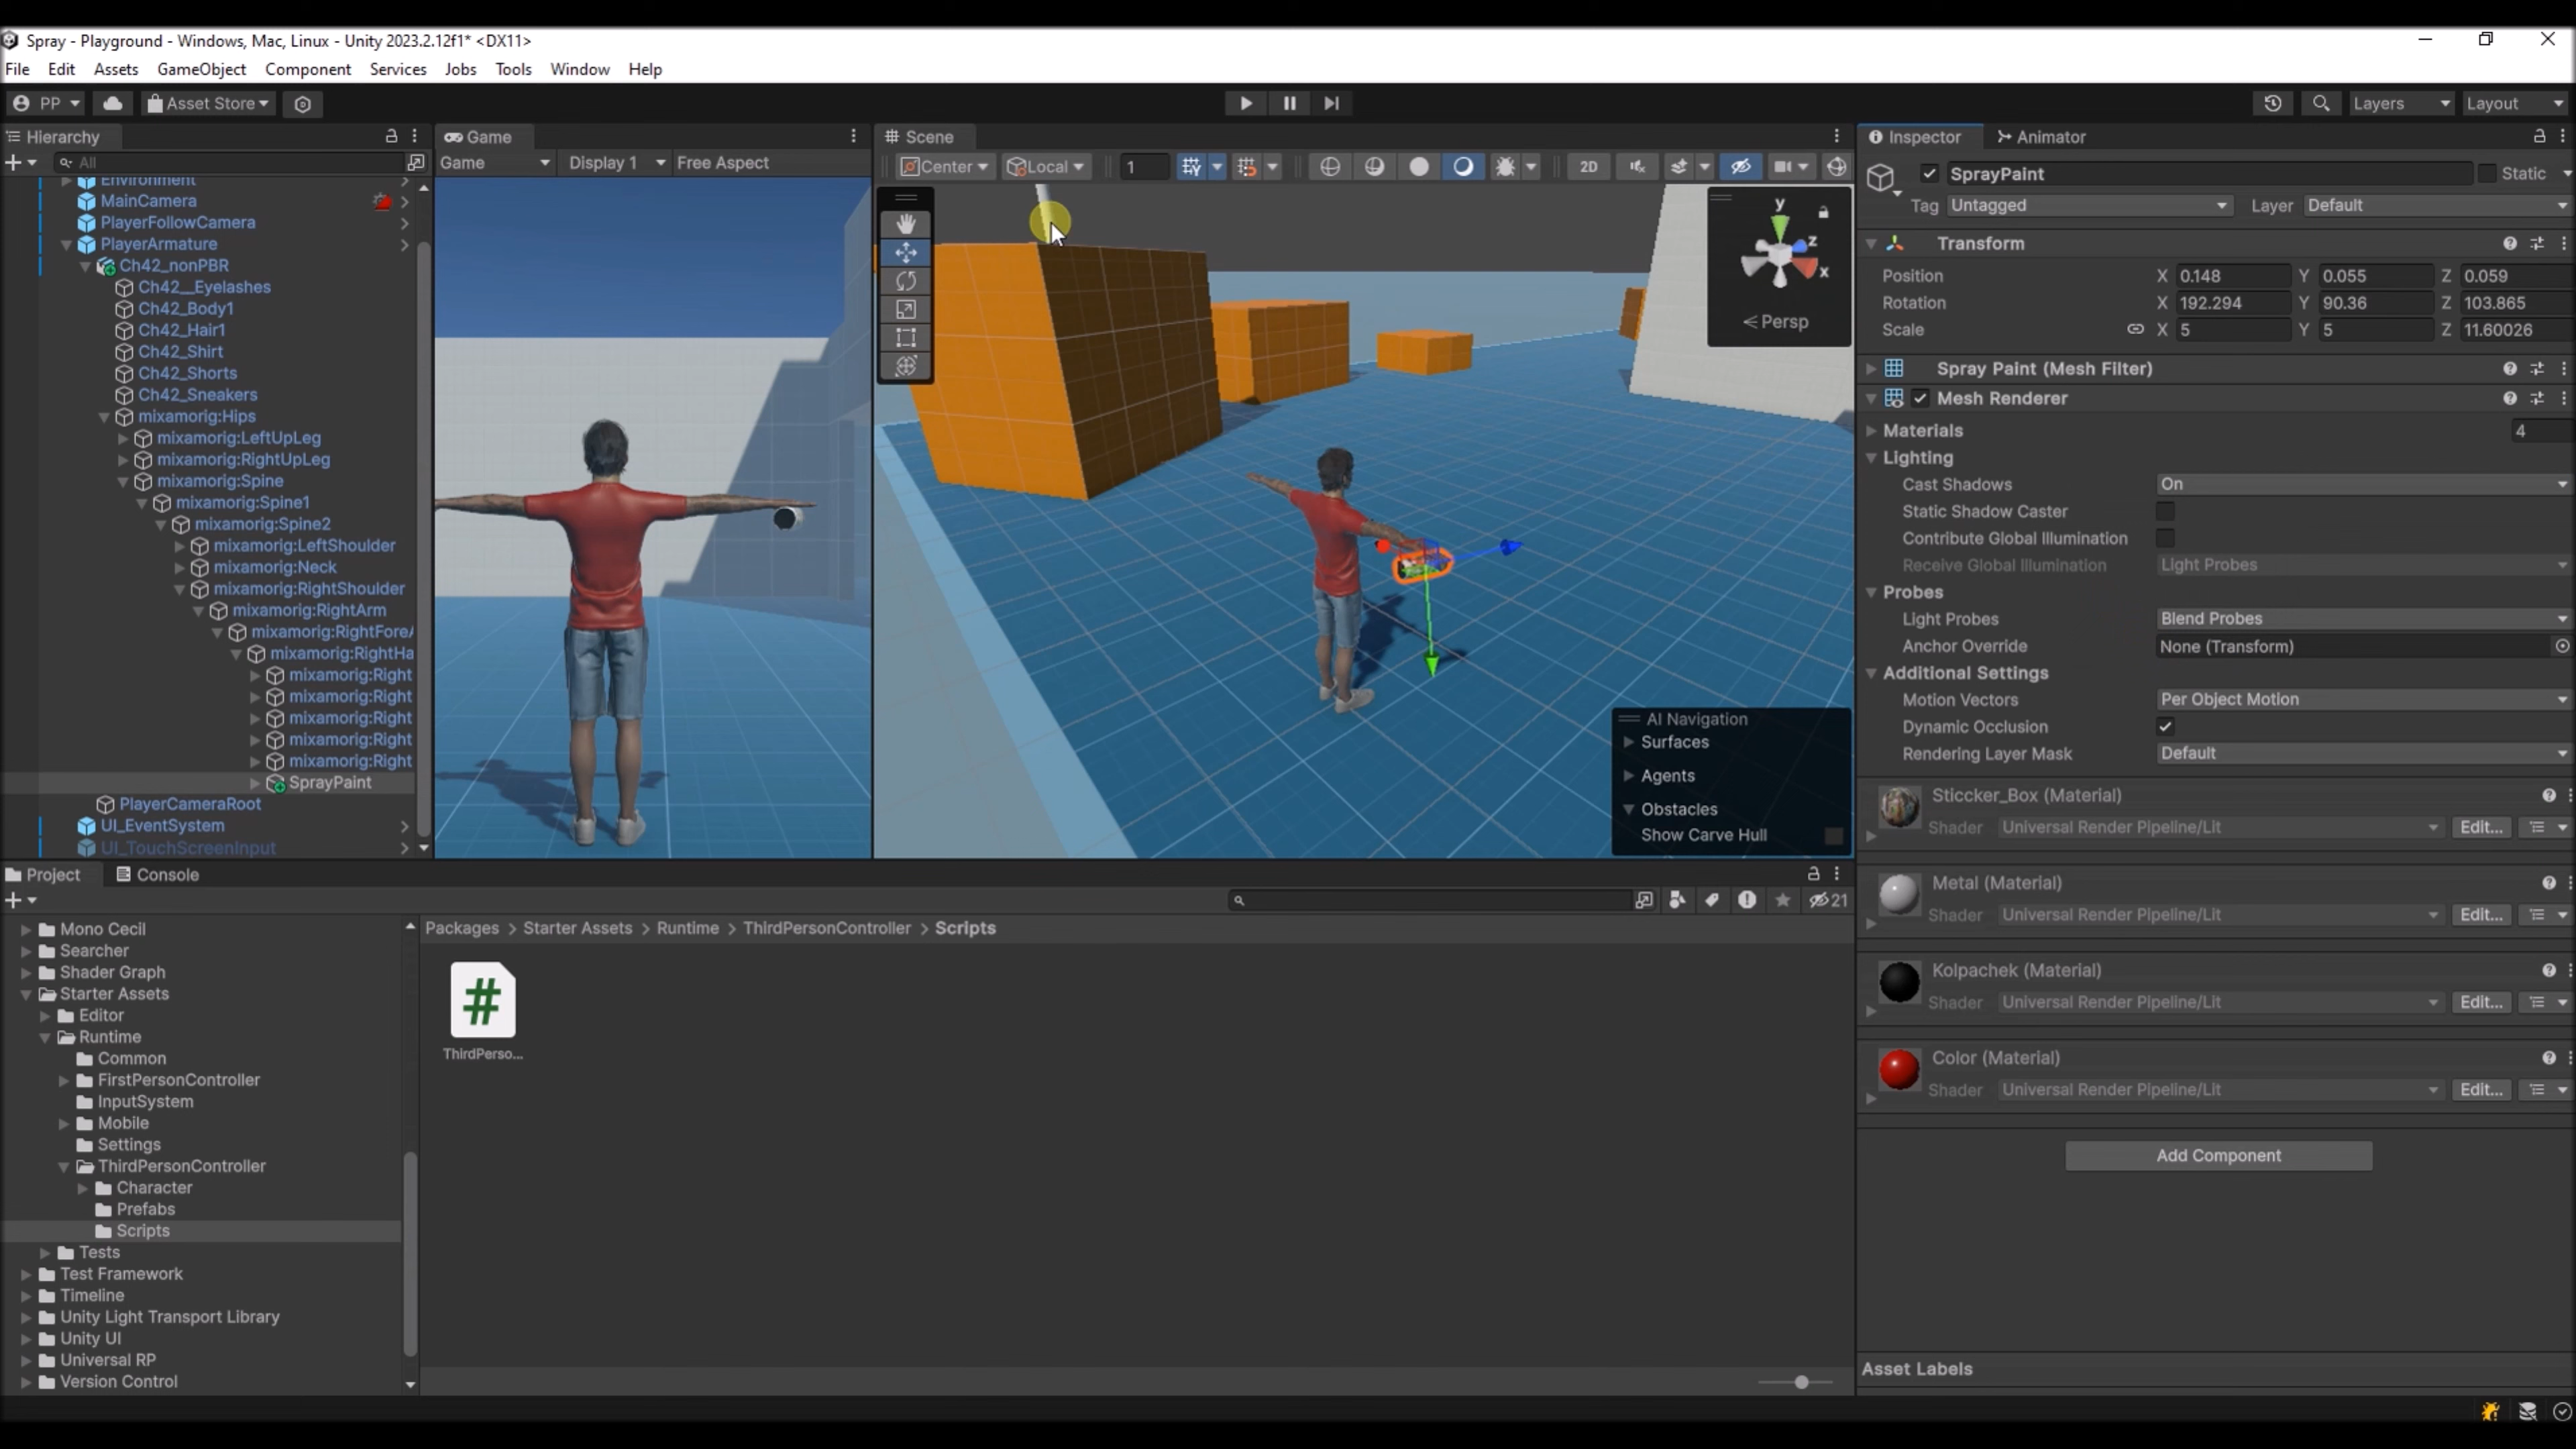 Spray - Playground - Windows, Mac, Linux - Unity 2023.2.12f1* <DX11>
File Edit Assets GameObject Component Services Jobs Tools Window Help
PP Asset Store Layers Layout
Hierarchy
All
Environment
MainCamera
PlayerFollowCamera
PlayerArmature
Ch42_nonPBR
Ch42__Eyelashes
Ch42_Body1
Ch42_Hair1
Ch42_Shirt
Ch42_Shorts
Ch42_Sneakers
mixamorig:Hips
mixamorig:LeftUpLeg
mixamorig:RightUpLeg
mixamorig:Spine
mixamorig:Spine1
mixamorig:Spine2
mixamorig:LeftShoulder
mixamorig:Neck
mixamorig:RightShoulder
mixamorig:RightArm
mixamorig:RightForeA
mixamorig:RightHa
mixamorig:Right
mixamorig:Right
mixamorig:Right
mixamorig:Right
mixamorig:Right
SprayPaint
PlayerCameraRoot
UI_EventSystem
UI_TouchScreenInput
Game
Game Display 1 Free Aspect
Scene
Center Local 1 2D
y
z
x
Persp
AI Navigation
Surfaces
Agents
Obstacles
Show Carve Hull
Inspector Animator
SprayPaint Static
Tag Untagged Layer Default
Transform
Position X 0.148 Y 0.055 Z 0.059
Rotation X 192.294 Y 90.36 Z 103.865
Scale X 5 Y 5 Z 11.60026
Spray Paint (Mesh Filter)
Mesh Renderer
Materials 4
Lighting
Cast Shadows On
Static Shadow Caster
Contribute Global Illumination
Receive Global Illumination Light Probes
Probes
Light Probes Blend Probes
Anchor Override None (Transform)
Additional Settings
Motion Vectors Per Object Motion
Dynamic Occlusion
Rendering Layer Mask Default
Sticcker_Box (Material)
Shader Universal Render Pipeline/Lit Edit...
Metal (Material)
Shader Universal Render Pipeline/Lit Edit...
Kolpachek (Material)
Shader Universal Render Pipeline/Lit Edit...
Color (Material)
Shader Universal Render Pipeline/Lit Edit...
Add Component
Asset Labels
Project Console
21
Mono Cecil
Searcher
Shader Graph
Starter Assets
Editor
Runtime
Common
FirstPersonController
InputSystem
Mobile
Settings
ThirdPersonController
Character
Prefabs
Scripts
Tests
Test Framework
Timeline
Unity Light Transport Library
Unity UI
Universal RP
Version Control
Packages > Starter Assets > Runtime > ThirdPersonController > Scripts
#
ThirdPerso...